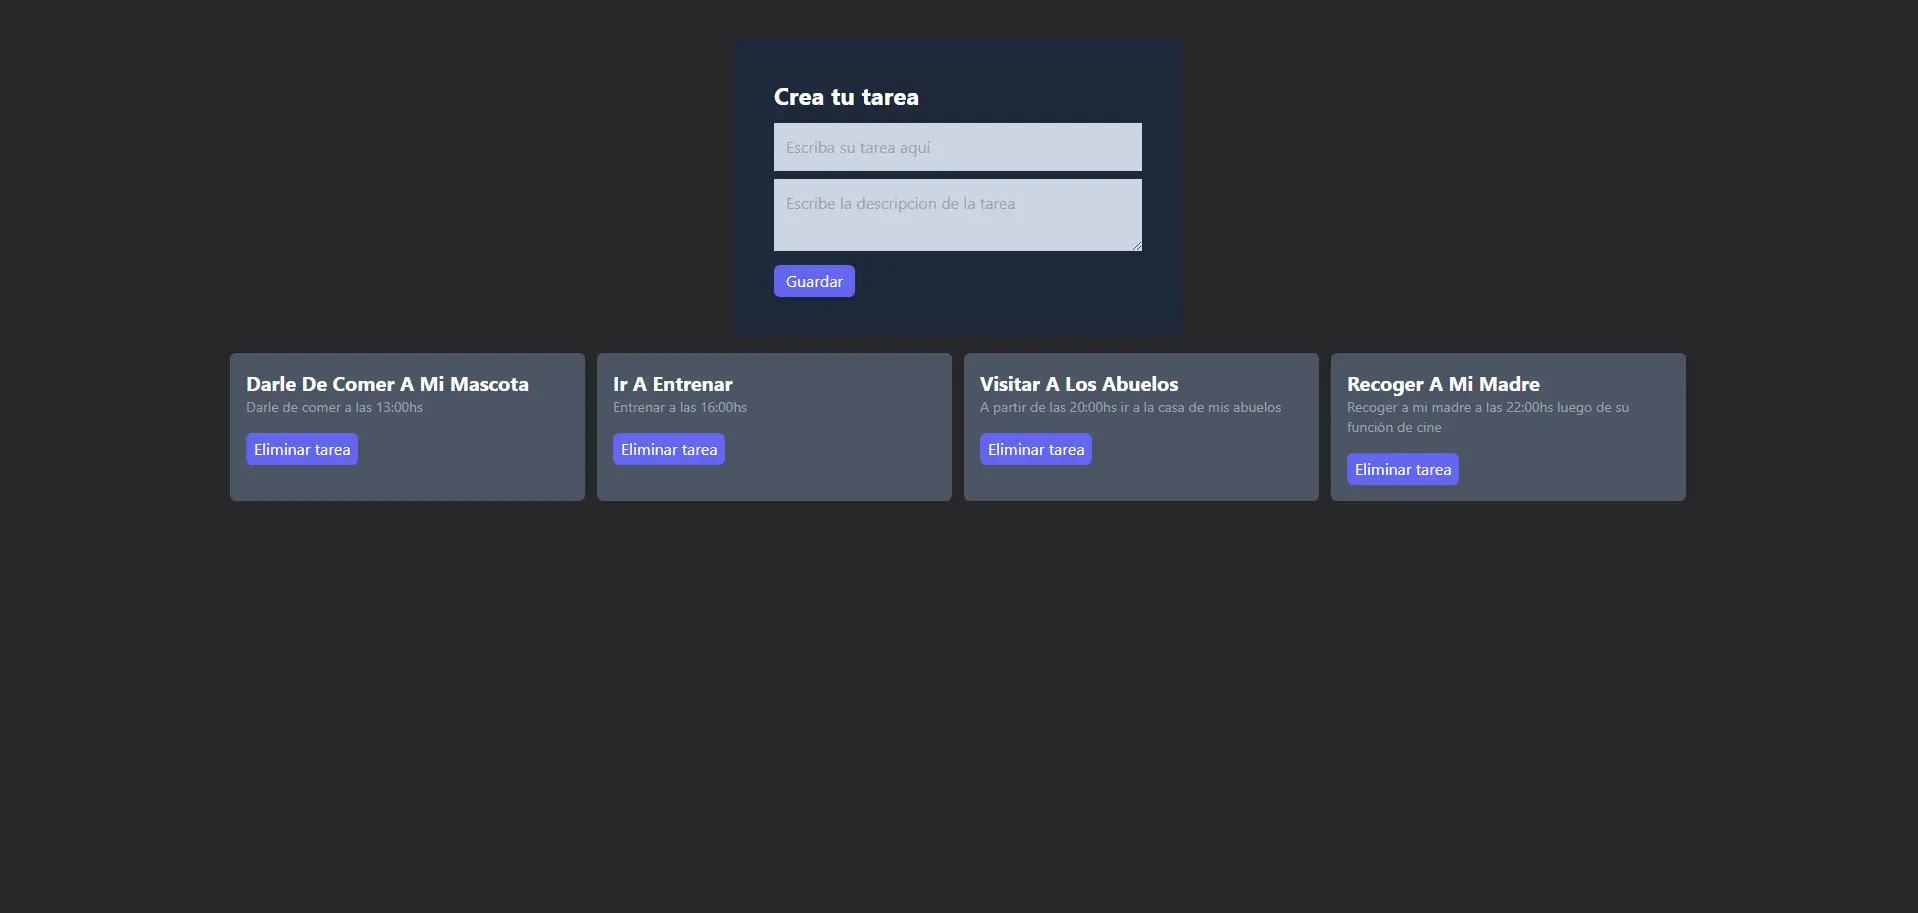 Crea tu tarea
Escriba su tarea aqui
Escribe la descripcion de la tarea
Guardar
Darle De Comer A Mi Mascota
Darle de comer a las 13:00hs
Eliminar tarea
Ir A Entrenar
Entrenar a las 16:00hs
Eliminar tarea
Visitar A Los Abuelos
A partir de las 20:00hs ir a la casa de mis abuelos
Eliminar tarea
Recoger A Mi Madre
Recoger a mi madre a las 22:00hs luego de su
función de cine
Eliminar tarea